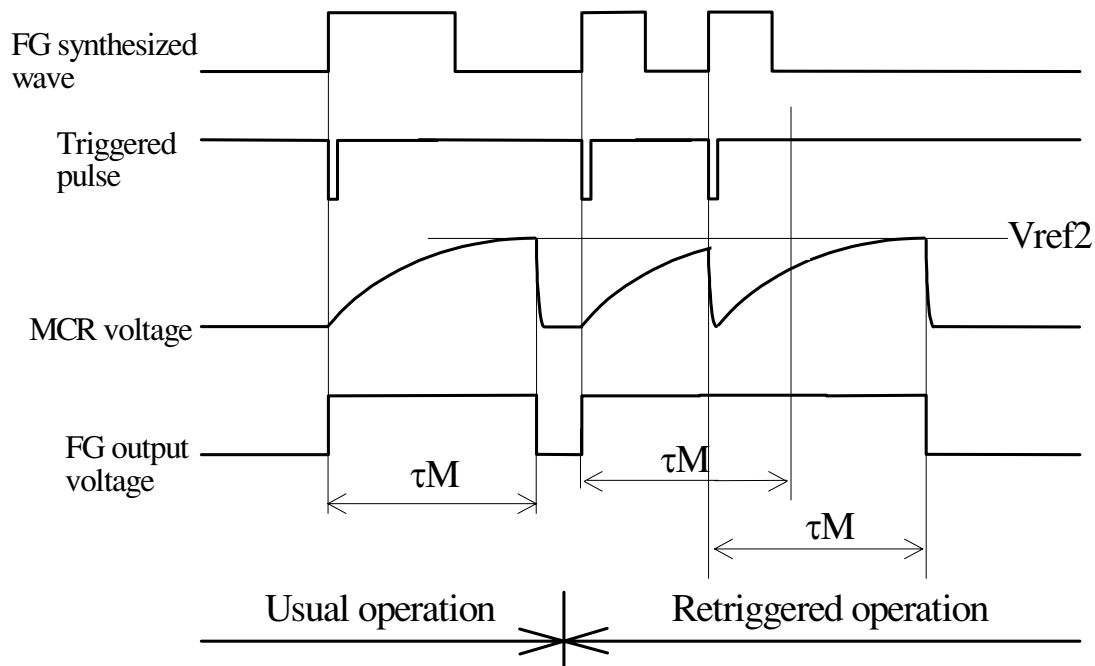 FG synthesized
wave
Triggered
pulse
Vref2
MCR voltage
FG output
voltage
τM
τM
τM
Usual operation
Retriggered operation